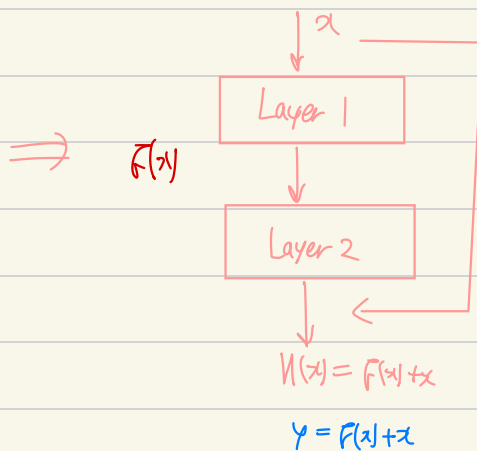 x
Layer 1
F(x)
Layer 2
H(x) = F(x) + x
y = F(x) + x